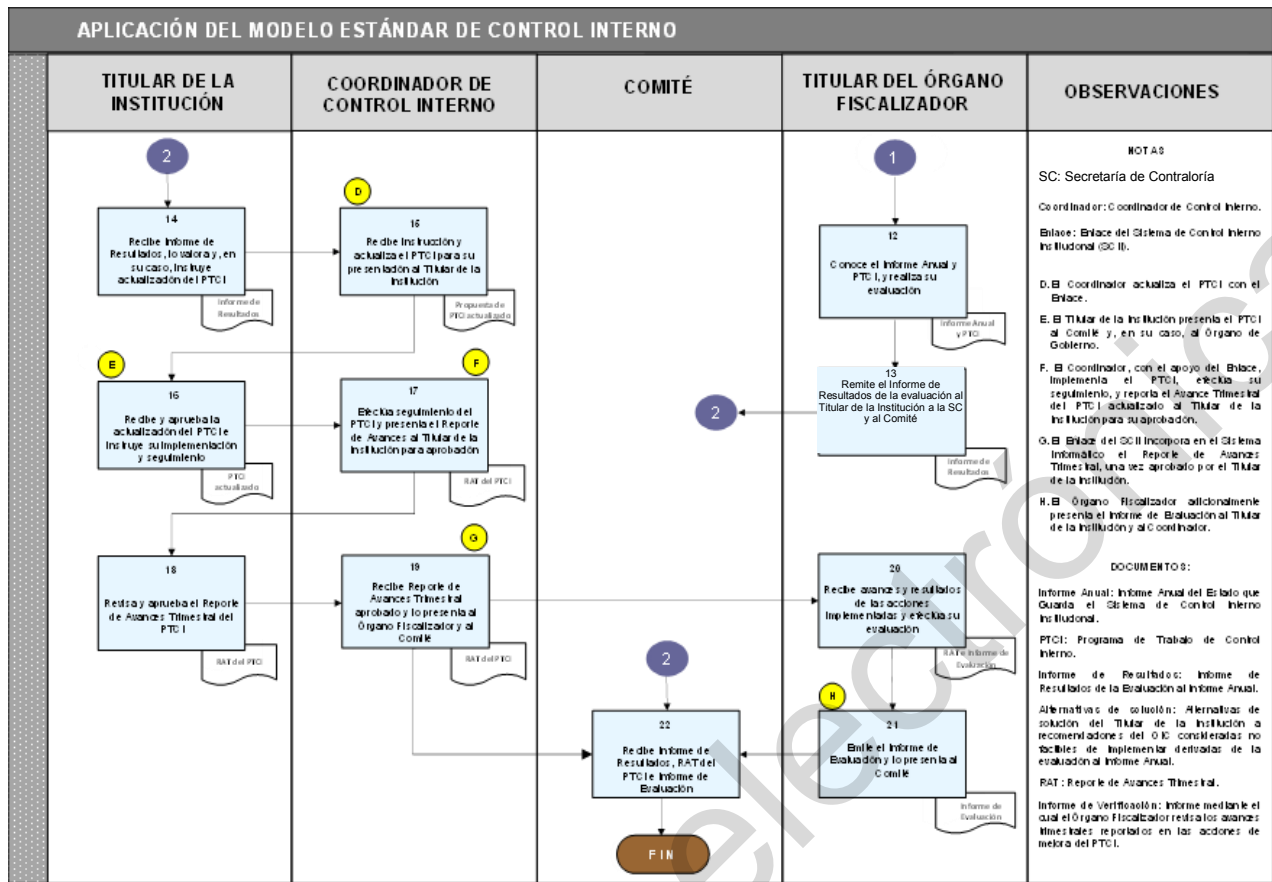 APLICACIÓN DEL MODELO ESTÁNDAR DE CONTROL INTERNO
TITULAR DE LA
INSTITUCIÓN
COORDINADOR DE
CONTROL INTERNO
COMITÉ
TITULAR DEL ÓRGANO
FISCALIZADOR
OBSERVACIONES
2
14
Recibe Informe de
Resultados, lo valora y, en
su caso, instruye
actualización del PTCI
Informe de
Resultados
D
15
Recibe instrucción y
actualiza el PTCI para su
presentación al Titular de la
Institución
Propuesta de
PTCI actualizado
E
16
Recibe y aprueba la
actualización del PTCI e
instruye su implementación
y seguimiento
PTCI
actualizado
F
17
Efectúa seguimiento del
PTCI y presenta el Reporte
de Avances al Titular de la
Institución para aprobación
RAT del PTCI
18
Revisa y aprueba el Reporte
de Avances Trimestral del
PTCI
RAT del PTCI
G
19
Recibe Reporte de
Avances Trimestral
aprobado y lo presenta al
Órgano Fiscalizador y al
Comité
RAT del PTCI
2
2
22
Recibe Informe de
Resultados, RAT del
PTCI e Informe de
Evaluación
FIN
1
12
Conoce el Informe Anual y
PTCI, y realiza su
evaluación
Informe Anual
y PTCI
13
Remite el Informe de
Resultados de la evaluación al
Titular de la Institución a la SC
y al Comité
Informe de
Resultados
20
Recibe avances y resultados
de las acciones
implementadas y efectúa su
evaluación
RAT e Informe de
Evaluación
H
21
Emite el Informe de
Evaluación y lo presenta al
Comité
Informe de
Evaluación
NOTAS
SC: Secretaría de Contraloría
Coordinador: Coordinador de Control Interno.
Enlace: Enlace del Sistema de Control Interno
Institucional (SCII).
D. El Coordinador actualiza el PTCI con el
Enlace.
E. El Titular de la Institución presenta el PTCI
al Comité y, en su caso, al Órgano de
Gobierno.
F. El Coordinador, con el apoyo del Enlace,
implementa el PTCI, efectúa su
seguimiento, y reporta el Avance Trimestral
del PTCI actualizado al Titular de la
Institución para su aprobación.
G. El Enlace del SCII incorpora en el Sistema
Informático el Reporte de Avances
Trimestral, una vez aprobado por el Titular
de la Institución.
H. El Órgano Fiscalizador adicionalmente
presenta el Informe de Evaluación al Titular
de la Institución y al Coordinador.
DOCUMENTOS:
Informe Anual: Informe Anual del Estado que
Guarda el Sistema de Control Interno
Institucional.
PTCI: Programa de Trabajo de Control
Interno.
Informe de Resultados: Informe de
Resultados de la Evaluación al Informe Anual.
Alternativas de solución: Alternativas de
solución del Titular de la Institución a
recomendaciones del OIC consideradas no
factibles de implementar derivadas de la
evaluación al Informe Anual.
RAT: Reporte de Avances Trimestral.
Informe de Verificación: Informe mediante el
cual el Órgano Fiscalizador revisa los avances
trimestrales reportados en las acciones de
mejora del PTCI.
electrónica